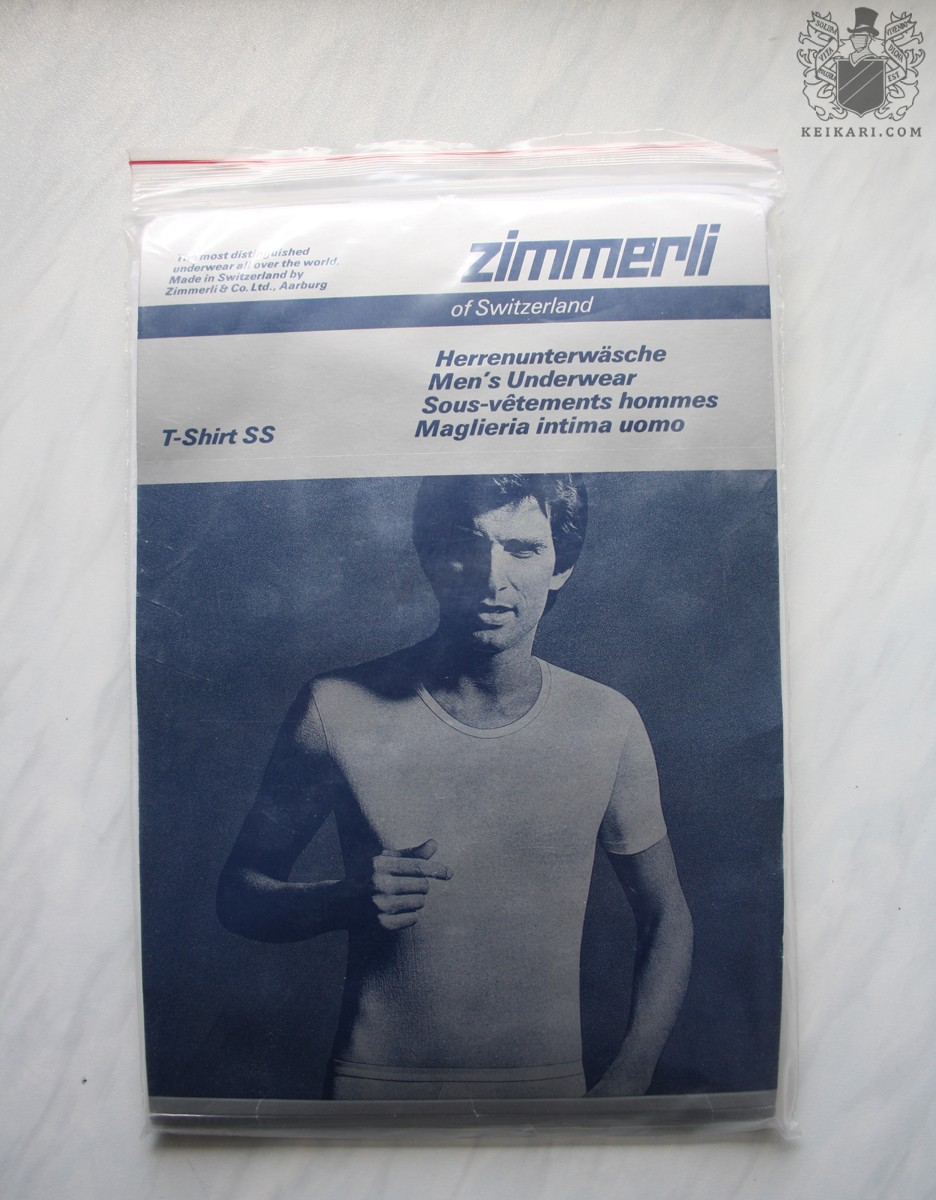 KEIKARI.COM
The most distinguished
underwear all over the world.
Made in Switzerland by
Zimmerli & Co. Ltd., Aarburg
zimmerli
of Switzerland
Herrenunterwäsche
Men's Underwear
Sous-vêtements hommes
Maglieria intima uomo
T-Shirt SS